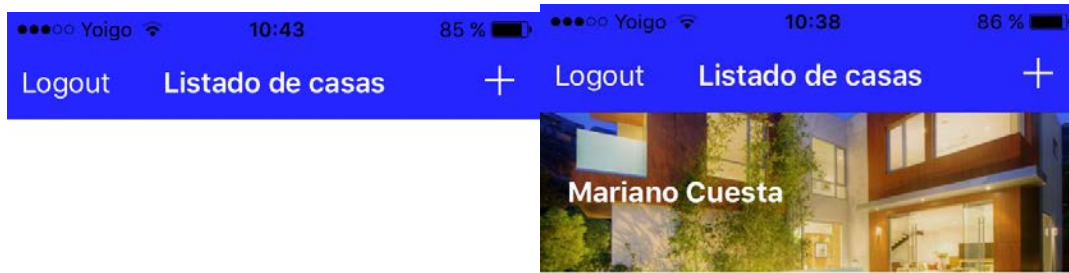 ●●●○○ Yoigo 10:43 85 %
Logout Listado de casas +
●●●○○ Yoigo 10:38 86 %
Logout Listado de casas +
Mariano Cuesta